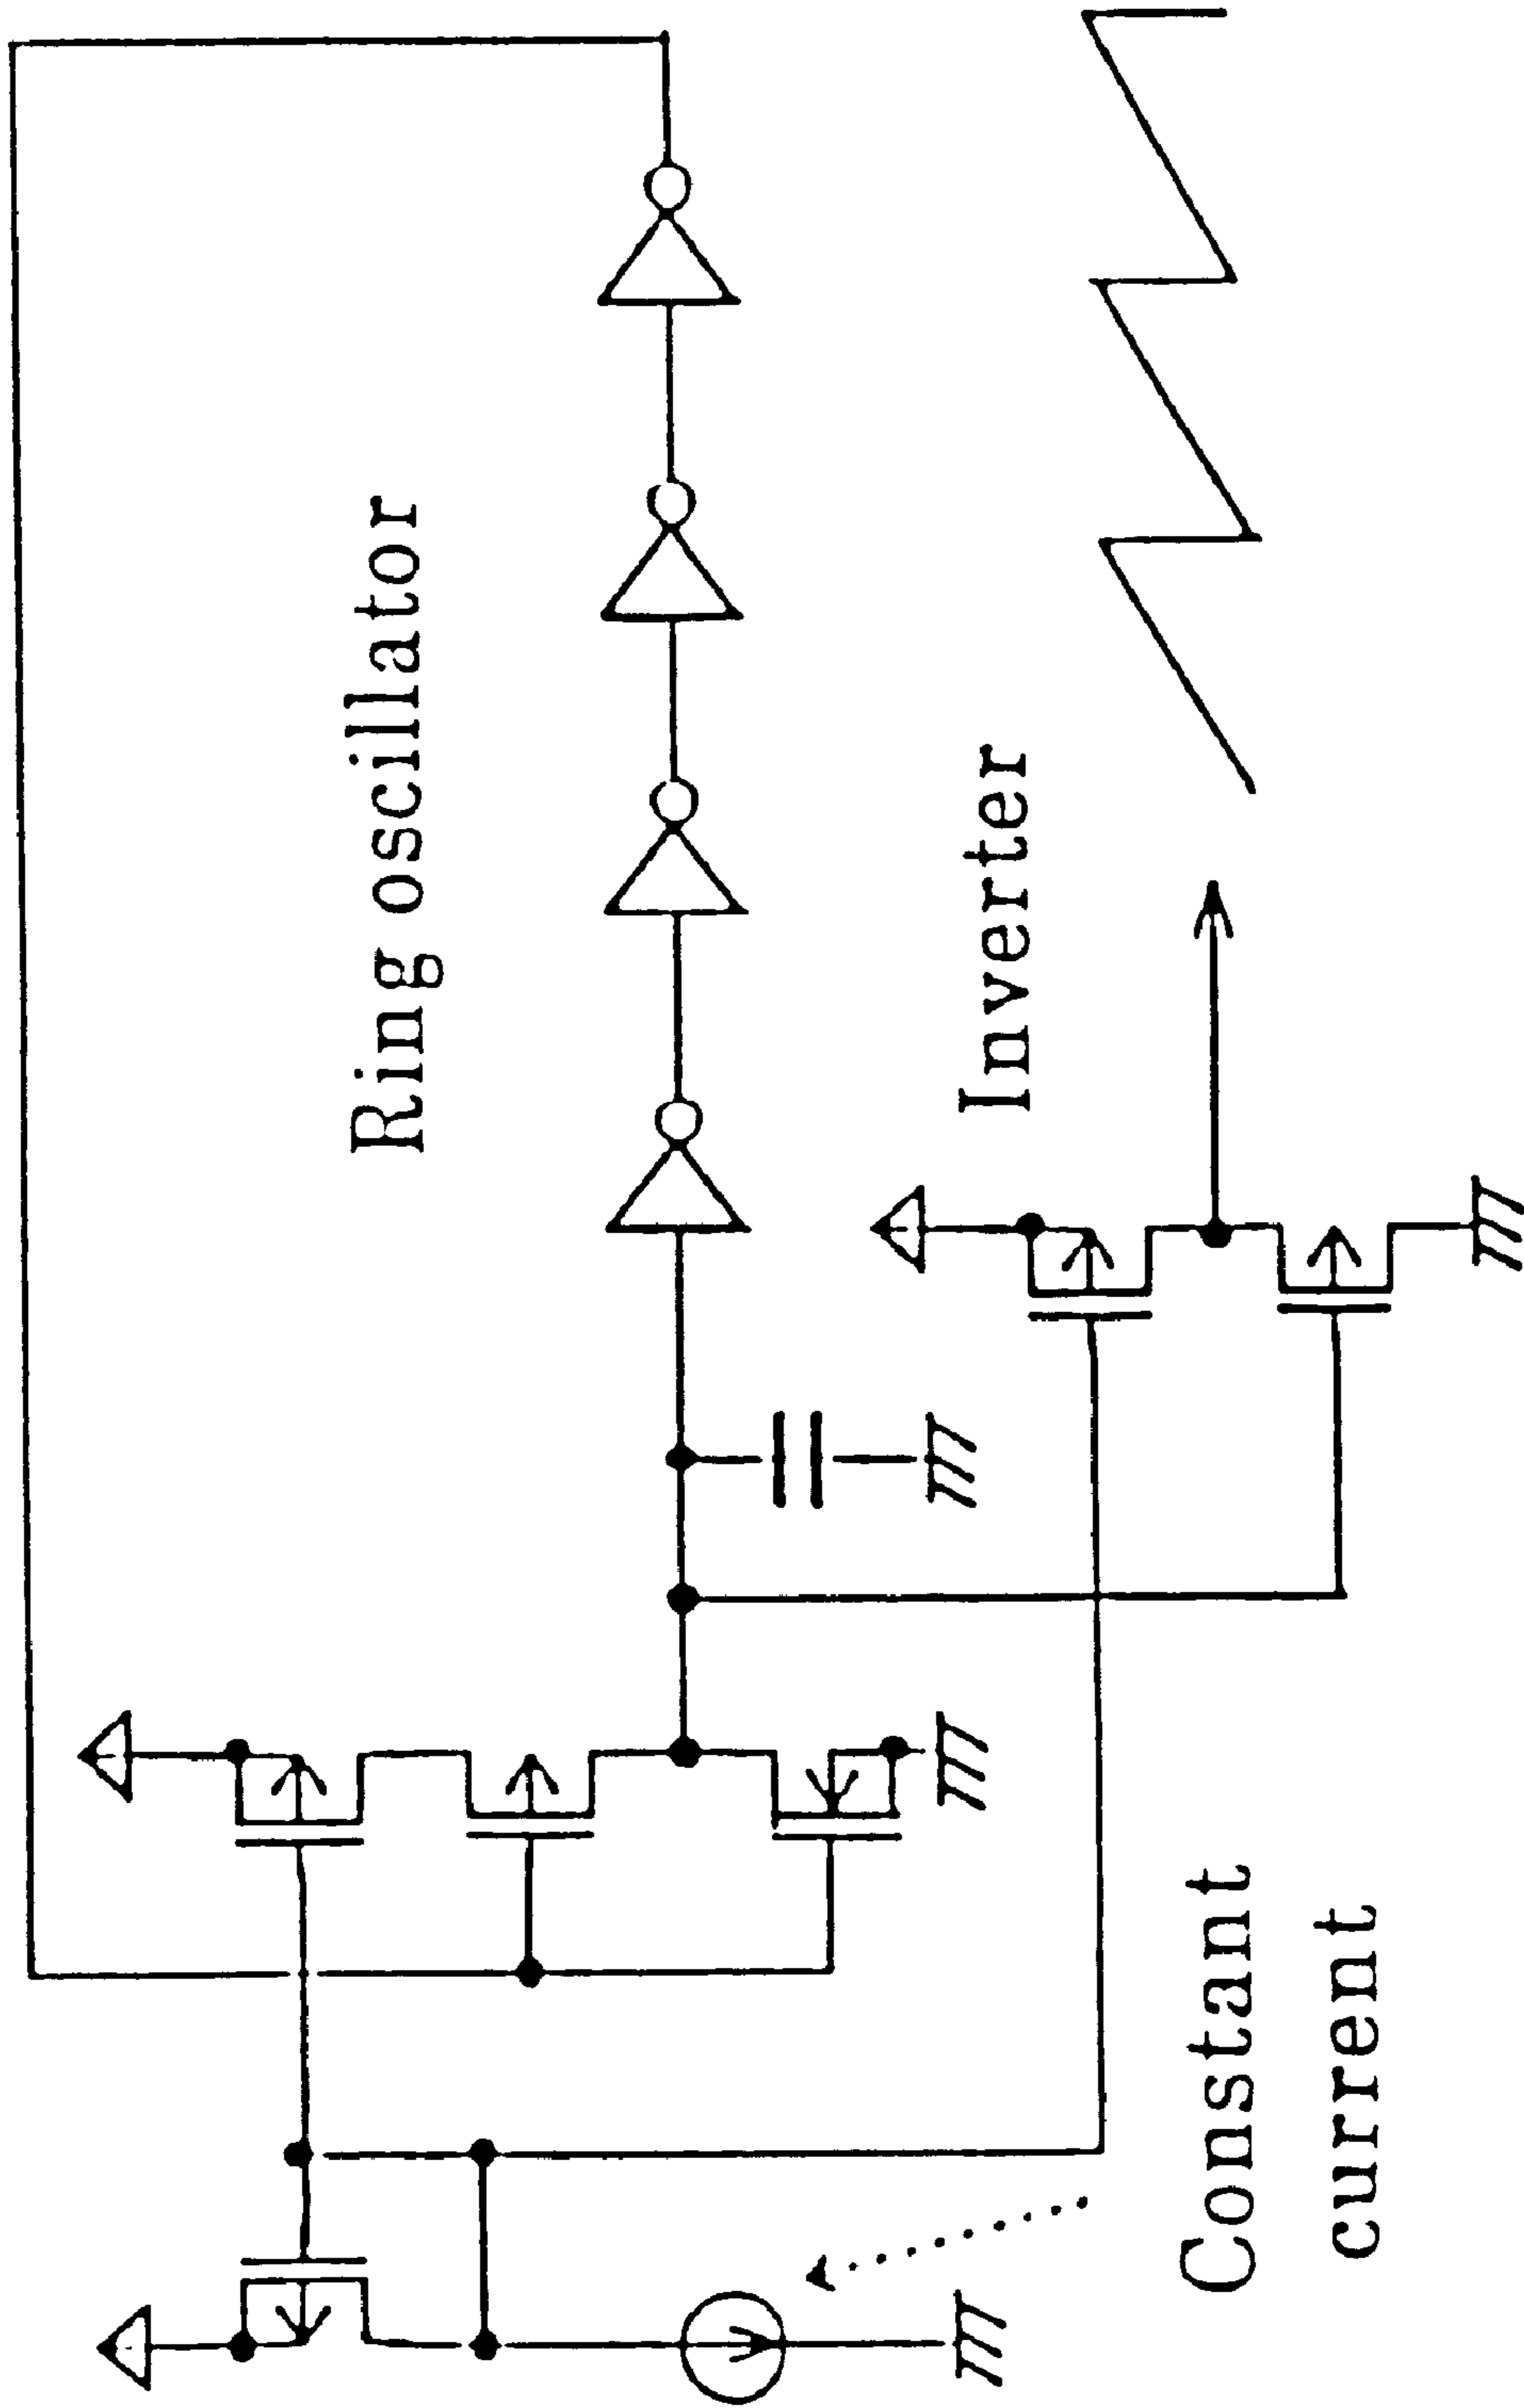 Ring oscillator
Inverter
Constant
current